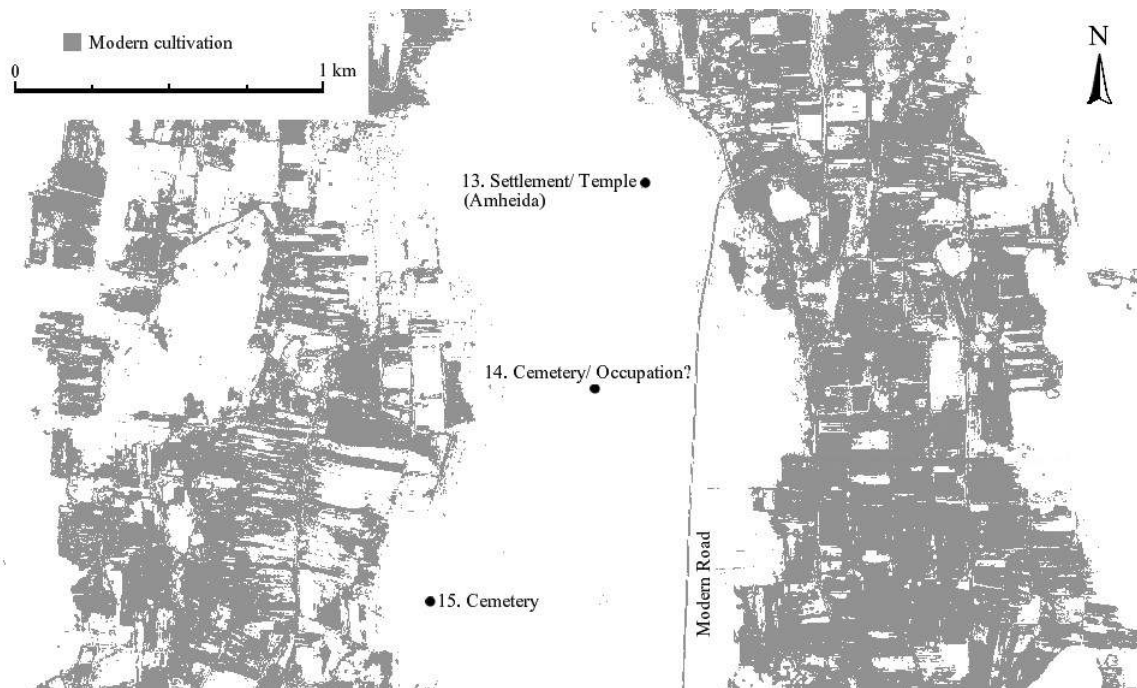 Modern cultivation
0 1 km
N
13. Settlement/ Temple
(Amheida)
14. Cemetery/ Occupation?
15. Cemetery
Modern Road